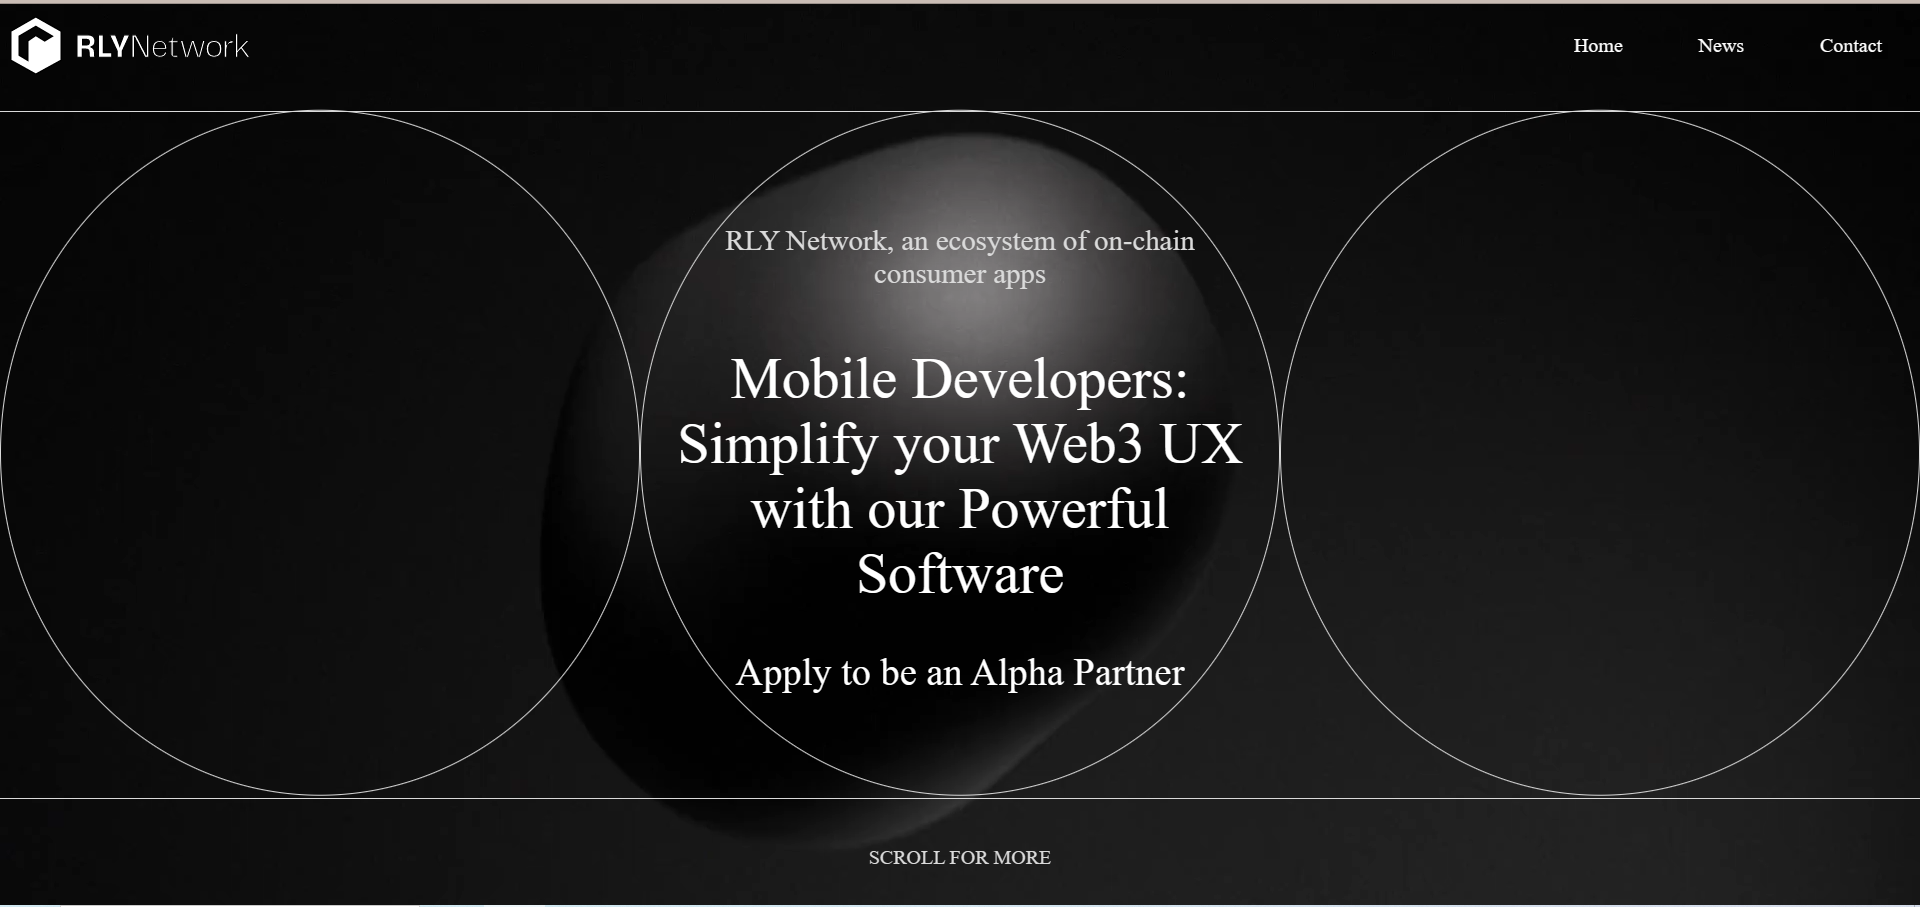 RLYNetwork
Home
News
Contact
RLY Network, an ecosystem of on-chain
consumer apps
Mobile Developers:
Simplify your Web3 UX
with our Powerful
Software
Apply to be an Alpha Partner
SCROLL FOR MORE